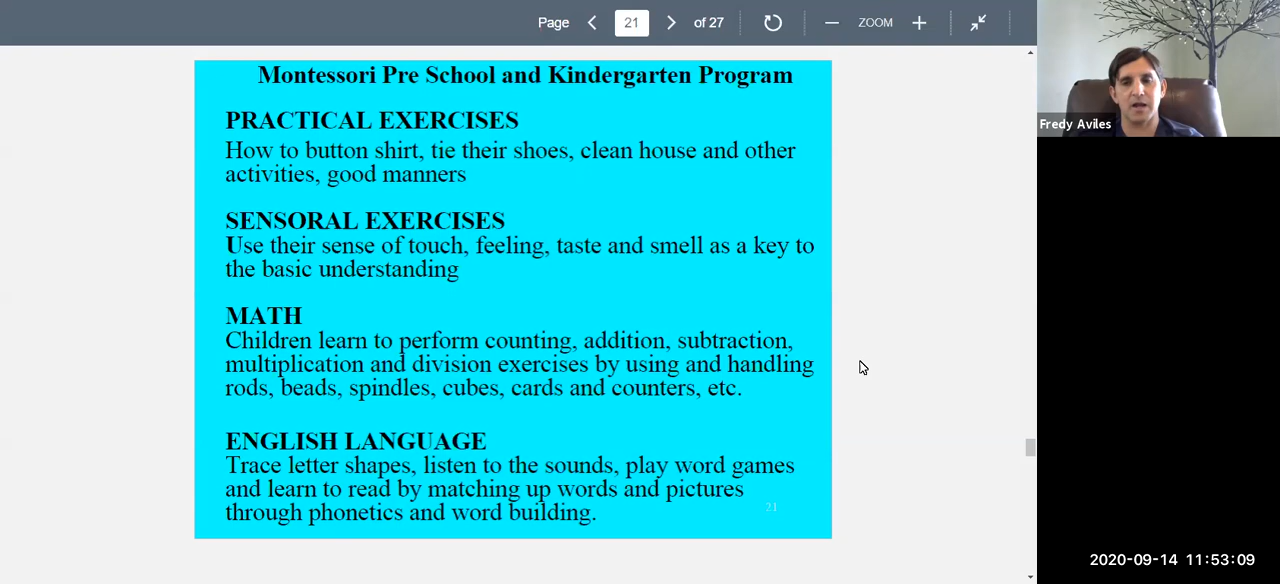 Page 21 of 27 ZOOM
Montessori Pre School and Kindergarten Program
PRACTICAL EXERCISES
How to button shirt, tie their shoes, clean house and other
activities, good manners
SENSORAL EXERCISES
Use their sense of touch, feeling, taste and smell as a key to
the basic understanding
MATH
Children learn to perform counting, addition, subtraction,
multiplication and division exercises by using and handling
rods, beads, spindles, cubes, cards and counters, etc.
ENGLISH LANGUAGE
Trace letter shapes, listen to the sounds, play word games
and learn to read by matching up words and pictures
through phonetics and word building.
21
Fredy Aviles
2020-09-14 11:53:09